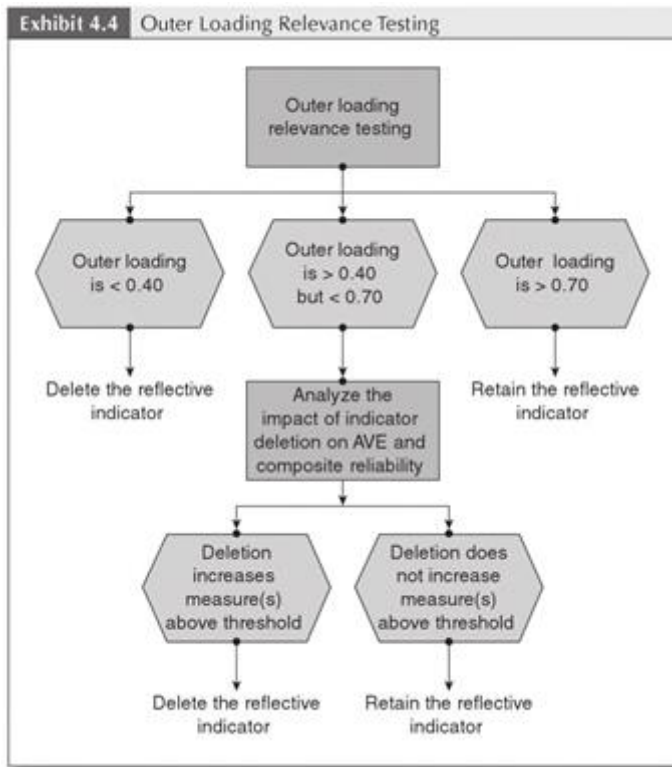 Exhibit 4.4 Outer Loading Relevance Testing
Outer loading
relevance testing
Outer loading
is < 0.40
Outer loading
is > 0.40
but < 0.70
Outer loading
is > 0.70
Delete the reflective
indicator
Analyze the
impact of indicator
deletion on AVE and
composite reliability
Retain the reflective
indicator
Deletion
increases
measure(s)
above threshold
Deletion does
not increase
measure(s)
above threshold
Delete the reflective
indicator
Retain the reflective
indicator